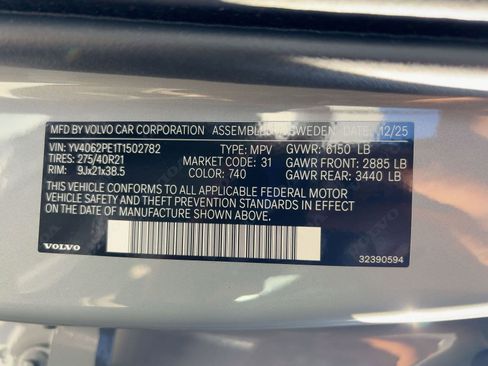 MFD BY VOLVO CAR CORPORATION ASSEMBLED IN SWEDEN DATE: 12/25
VIN: YV4062PE1T1502782 TYPE: MPV GVWR: 6150 LB
TIRES: 275/40R21 MARKET CODE: 31 GAWR FRONT: 2885 LB
RIM: 9Jx21x38.5 COLOR: 740 GAWR REAR: 3440 LB
THIS VEHICLE CONFORMS TO ALL APPLICABLE FEDERAL MOTOR
VEHICLE SAFETY AND THEFT PREVENTION STANDARDS IN EFFECT ON
THE DATE OF MANUFACTURE SHOWN ABOVE.
VOLVO 32390594